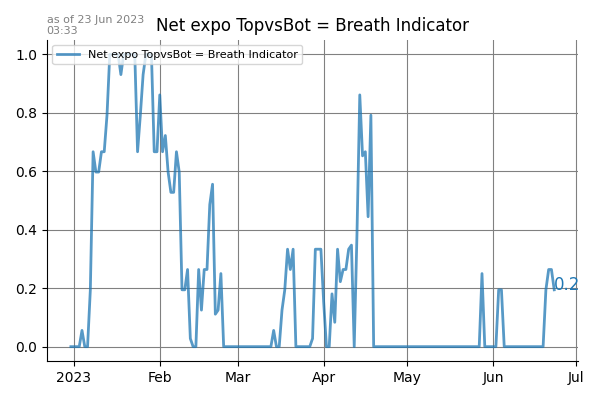 as of 23 Jun 2023
03:33
Net expo TopvsBot = Breath Indicator
Net expo TopvsBot = Breath Indicator
1.0
0.8
0.6
0.4
0.2
0.0
0.2
2023 Feb Mar Apr May Jun Jul